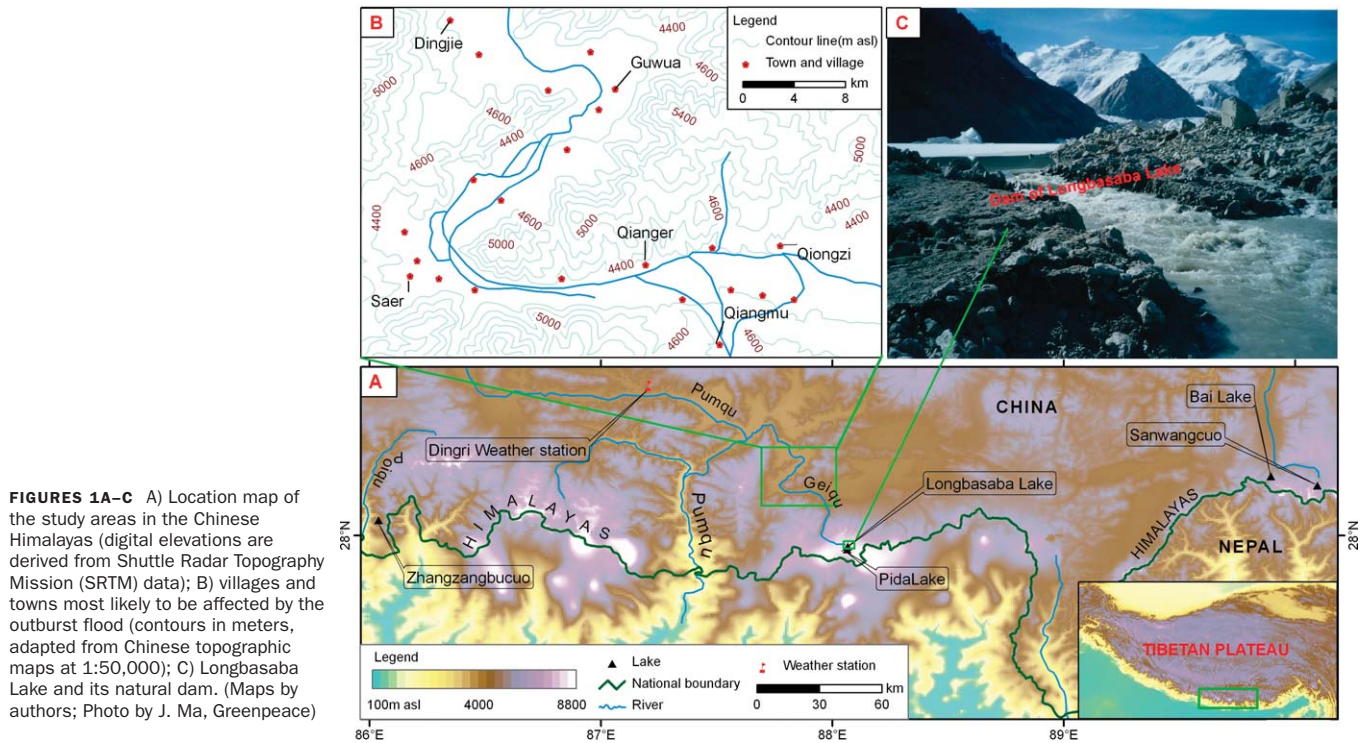 B
Dingjie
Guwua
Qianger
Qiongzi
Saer
Qiangmu
4400
4600
5000
5400
4600
4400
4600
5000
4400
4600
5000
5000
4600
4400
4400
4400
5000
4600
4600
Legend
Contour line(m asl)
Town and village
km
0 4 8
C
Dam of Langbasaba Lake
A
Pumqu
CHINA
Bai Lake
Sanwangcuo
Dingri Weather station
Poiqu
Geiqu
Longbasaba Lake
HIMALAYAS
Pumqu
HIMALAYAS
NEPAL
28°N
28°N
Zhangzangbucuo
PidaLake
Legend
100m asl 4000 8800
Lake
National boundary
River
Weather station
km
0 30 60
TIBETAN PLATEAU
86°E 87°E 88°E 89°E
FIGURES 1A–C A) Location map of
the study areas in the Chinese
Himalayas (digital elevations are
derived from Shuttle Radar Topography
Mission (SRTM) data); B) villages and
towns most likely to be affected by the
outburst flood (contours in meters,
adapted from Chinese topographic
maps at 1:50,000); C) Longbasaba
Lake and its natural dam. (Maps by
authors; Photo by J. Ma, Greenpeace)